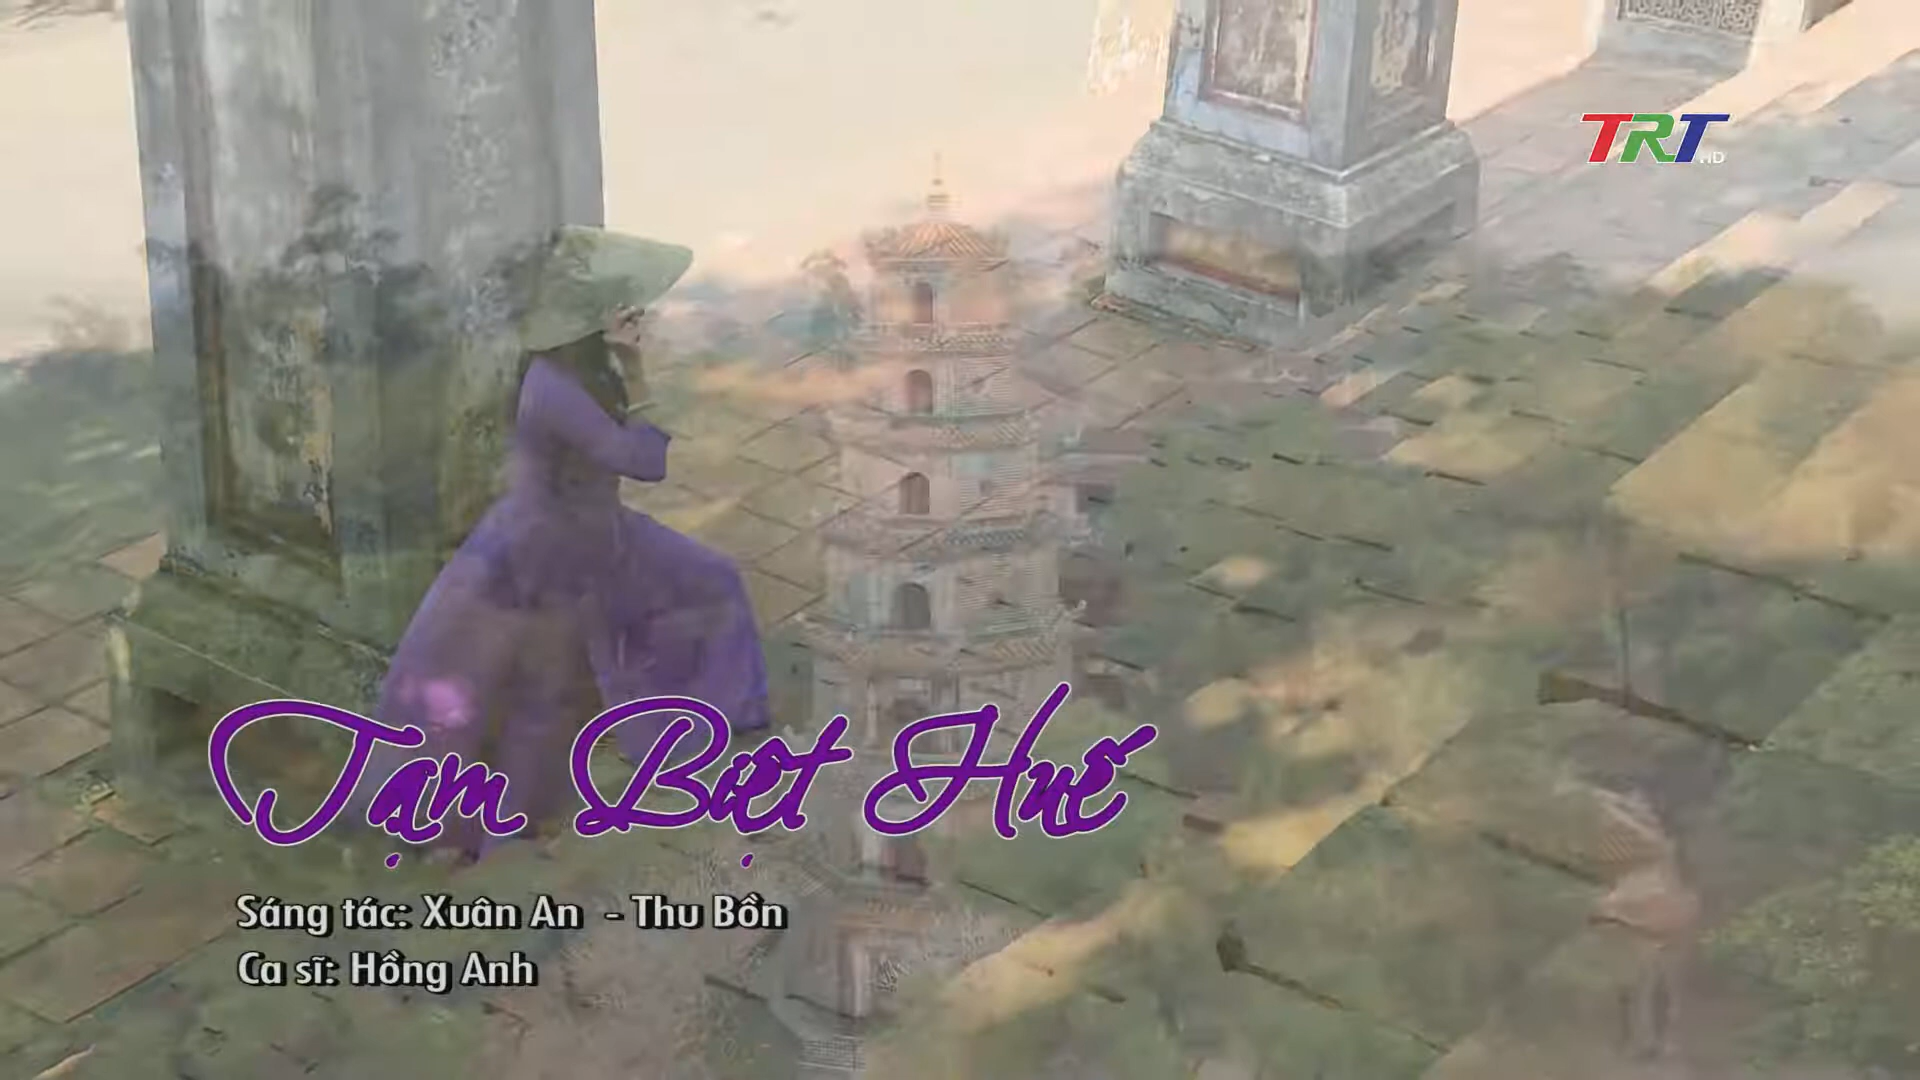 TRT HD
Tạm Biệt Huế
Sáng tác: Xuân An - Thu Bồn
Ca sĩ: Hồng Anh